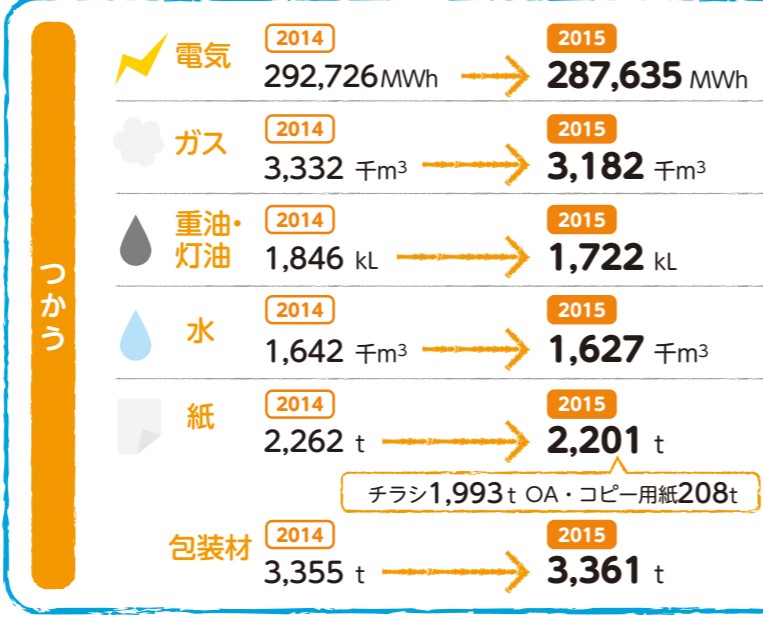 つかう
電気
2014
292,726MWh
2015
287,635 MWh
ガス
2014
3,332 千m³
2015
3,182 千m³
重油・
灯油
2014
1,846 kL
2015
1,722 kL
水
2014
1,642 千m³
2015
1,627 千m³
紙
2014
2,262 t
2015
2,201 t
チラシ1,993t OA・コピー用紙208t
包装材
2014
3,355 t
2015
3,361 t